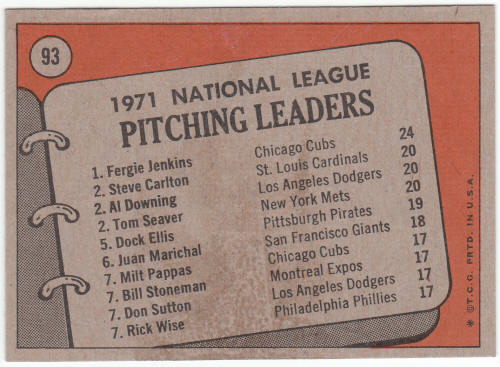 93
1971 NATIONAL LEAGUE
PITCHING LEADERS
1. Fergie Jenkins Chicago Cubs 24
2. Steve Carlton St. Louis Cardinals 20
2. Al Downing Los Angeles Dodgers 20
2. Tom Seaver New York Mets 20
5. Dock Ellis Pittsburgh Pirates 19
6. Juan Marichal San Francisco Giants 18
7. Milt Pappas Chicago Cubs 17
7. Bill Stoneman Montreal Expos 17
7. Don Sutton Los Angeles Dodgers 17
7. Rick Wise Philadelphia Phillies 17
* © T.C.G. PRTD. IN U.S.A.